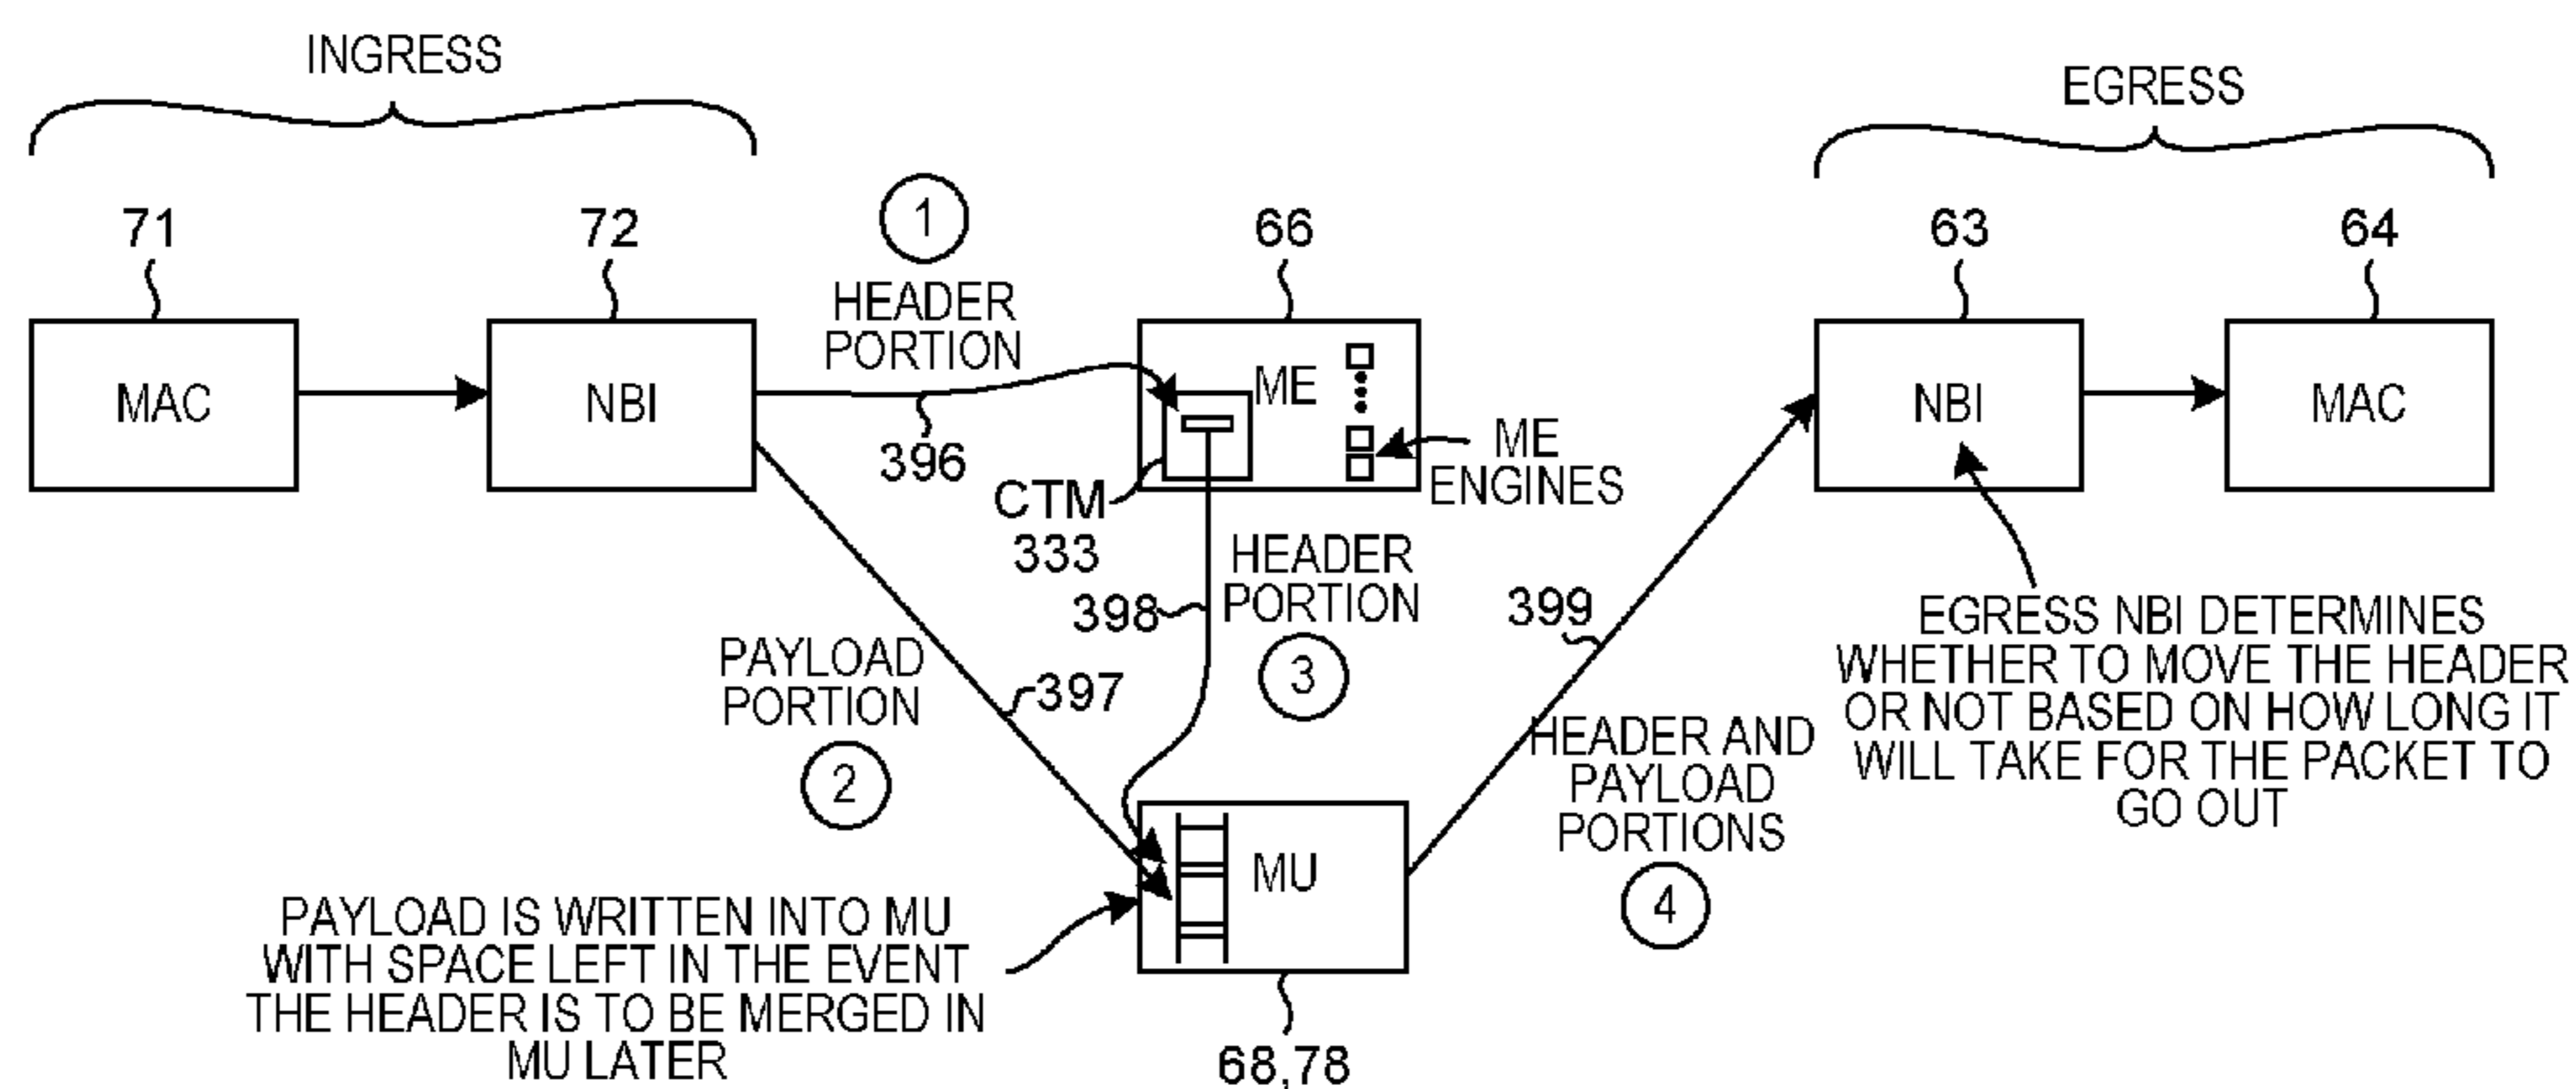 INGRESS
EGRESS
71
72
1
66
63
64
HEADER
PORTION
MAC
NBI
ME
NBI
MAC
396
ME
ENGINES
CTM
333
HEADER
PORTION
398
3
399
PAYLOAD
PORTION
397
2
EGRESS NBI DETERMINES
WHETHER TO MOVE THE HEADER
OR NOT BASED ON HOW LONG IT
WILL TAKE FOR THE PACKET TO
GO OUT
HEADER AND
PAYLOAD
PORTIONS
4
MU
PAYLOAD IS WRITTEN INTO MU
WITH SPACE LEFT IN THE EVENT
THE HEADER IS TO BE MERGED IN
MU LATER
68,78